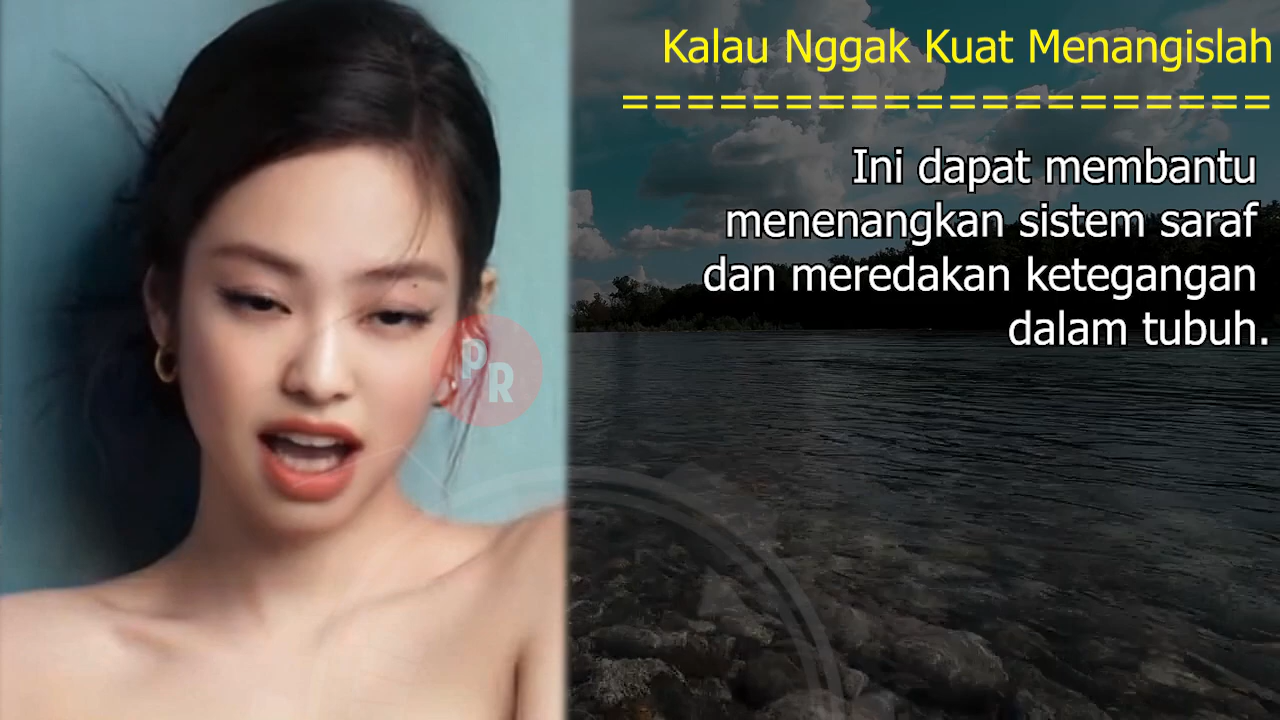 Kalau Nggak Kuat Menangislah
=====================
Ini dapat membantu
menenangkan sistem saraf
dan meredakan ketegangan
dalam tubuh.
PR